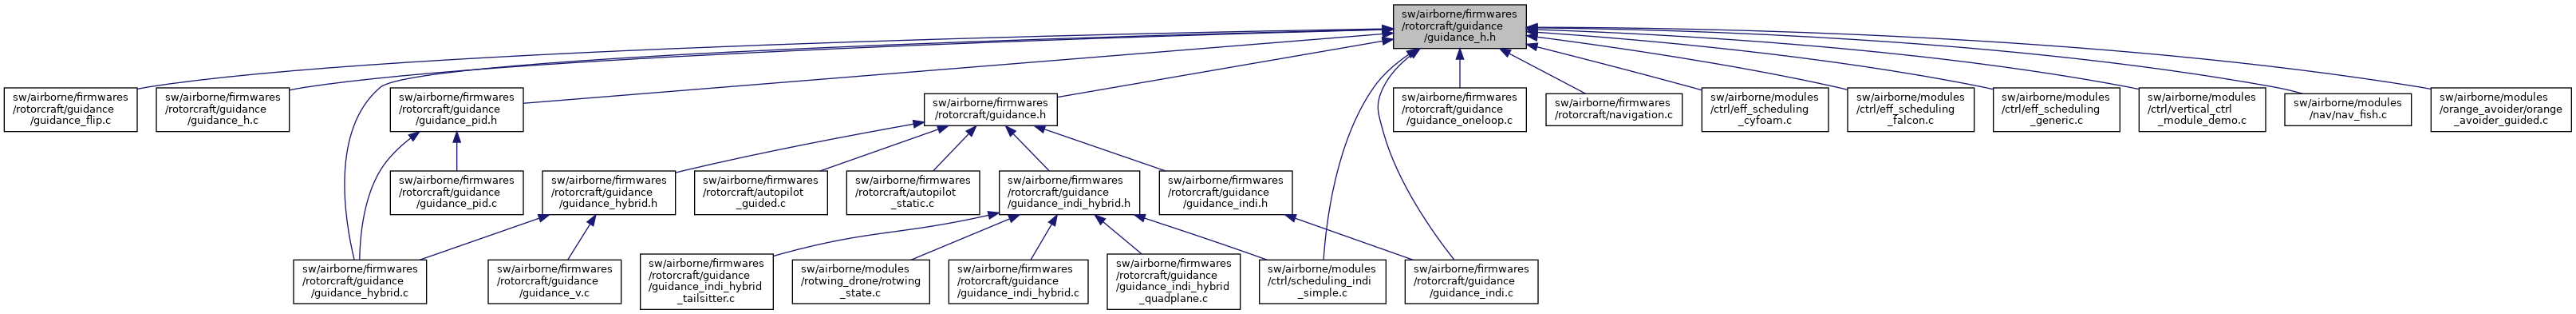 sw/airborne/firmwares
/rotorcraft/guidance
/guidance_h.h
sw/airborne/firmwares
/rotorcraft/guidance
/guidance_flip.c
sw/airborne/firmwares
/rotorcraft/guidance
/guidance_h.c
sw/airborne/firmwares
/rotorcraft/guidance
/guidance_pid.h
sw/airborne/firmwares
/rotorcraft/guidance.h
sw/airborne/firmwares
/rotorcraft/guidance
/guidance_oneloop.c
sw/airborne/firmwares
/rotorcraft/navigation.c
sw/airborne/modules
/ctrl/eff_scheduling
_cyfoam.c
sw/airborne/modules
/ctrl/eff_scheduling
_falcon.c
sw/airborne/modules
/ctrl/eff_scheduling
_generic.c
sw/airborne/modules
/ctrl/vertical_ctrl
_module_demo.c
sw/airborne/modules
/nav/nav_fish.c
sw/airborne/modules
/orange_avoider/orange
_avoider_guided.c
sw/airborne/firmwares
/rotorcraft/guidance
/guidance_pid.c
sw/airborne/firmwares
/rotorcraft/guidance
/guidance_hybrid.h
sw/airborne/firmwares
/rotorcraft/autopilot
_guided.c
sw/airborne/firmwares
/rotorcraft/autopilot
_static.c
sw/airborne/firmwares
/rotorcraft/guidance
/guidance_indi_hybrid.h
sw/airborne/firmwares
/rotorcraft/guidance
/guidance_indi.h
sw/airborne/firmwares
/rotorcraft/guidance
/guidance_hybrid.c
sw/airborne/firmwares
/rotorcraft/guidance
/guidance_v.c
sw/airborne/firmwares
/rotorcraft/guidance
/guidance_indi_hybrid
_tailsitter.c
sw/airborne/modules
/rotwing_drone/rotwing
_state.c
sw/airborne/firmwares
/rotorcraft/guidance
/guidance_indi_hybrid.c
sw/airborne/firmwares
/rotorcraft/guidance
/guidance_indi_hybrid
_quadplane.c
sw/airborne/modules
/ctrl/scheduling_indi
_simple.c
sw/airborne/firmwares
/rotorcraft/guidance
/guidance_indi.c